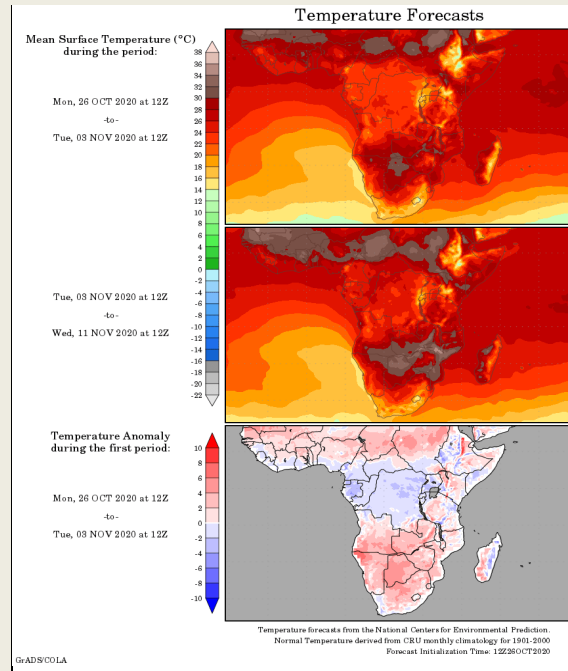 Temperature Forecasts
Mean Surface Temperature (°C)
during the period:
Mon, 26 OCT 2020 at 12Z
-to-
Tue, 03 NOV 2020 at 12Z
38
36
34
32
30
28
26
24
22
20
18
16
14
12
10
8
6
4
2
0
-2
-4
-6
-8
-10
-12
-14
-16
-18
-20
-22
Tue, 03 NOV 2020 at 12Z
-to-
Wed, 11 NOV 2020 at 12Z
Temperature Anomaly
during the first period:
Mon, 26 OCT 2020 at 12Z
-to-
Tue, 03 NOV 2020 at 12Z
10
8
6
4
2
0
-2
-4
-6
-8
-10
Temperature forecasts from the National Centers for Environmental Prediction.
Normal Temperature derived from CRU monthly climatology for 1901-2000
Forecast Initialization Time: 12Z26OCT2020
GrADS/COLA